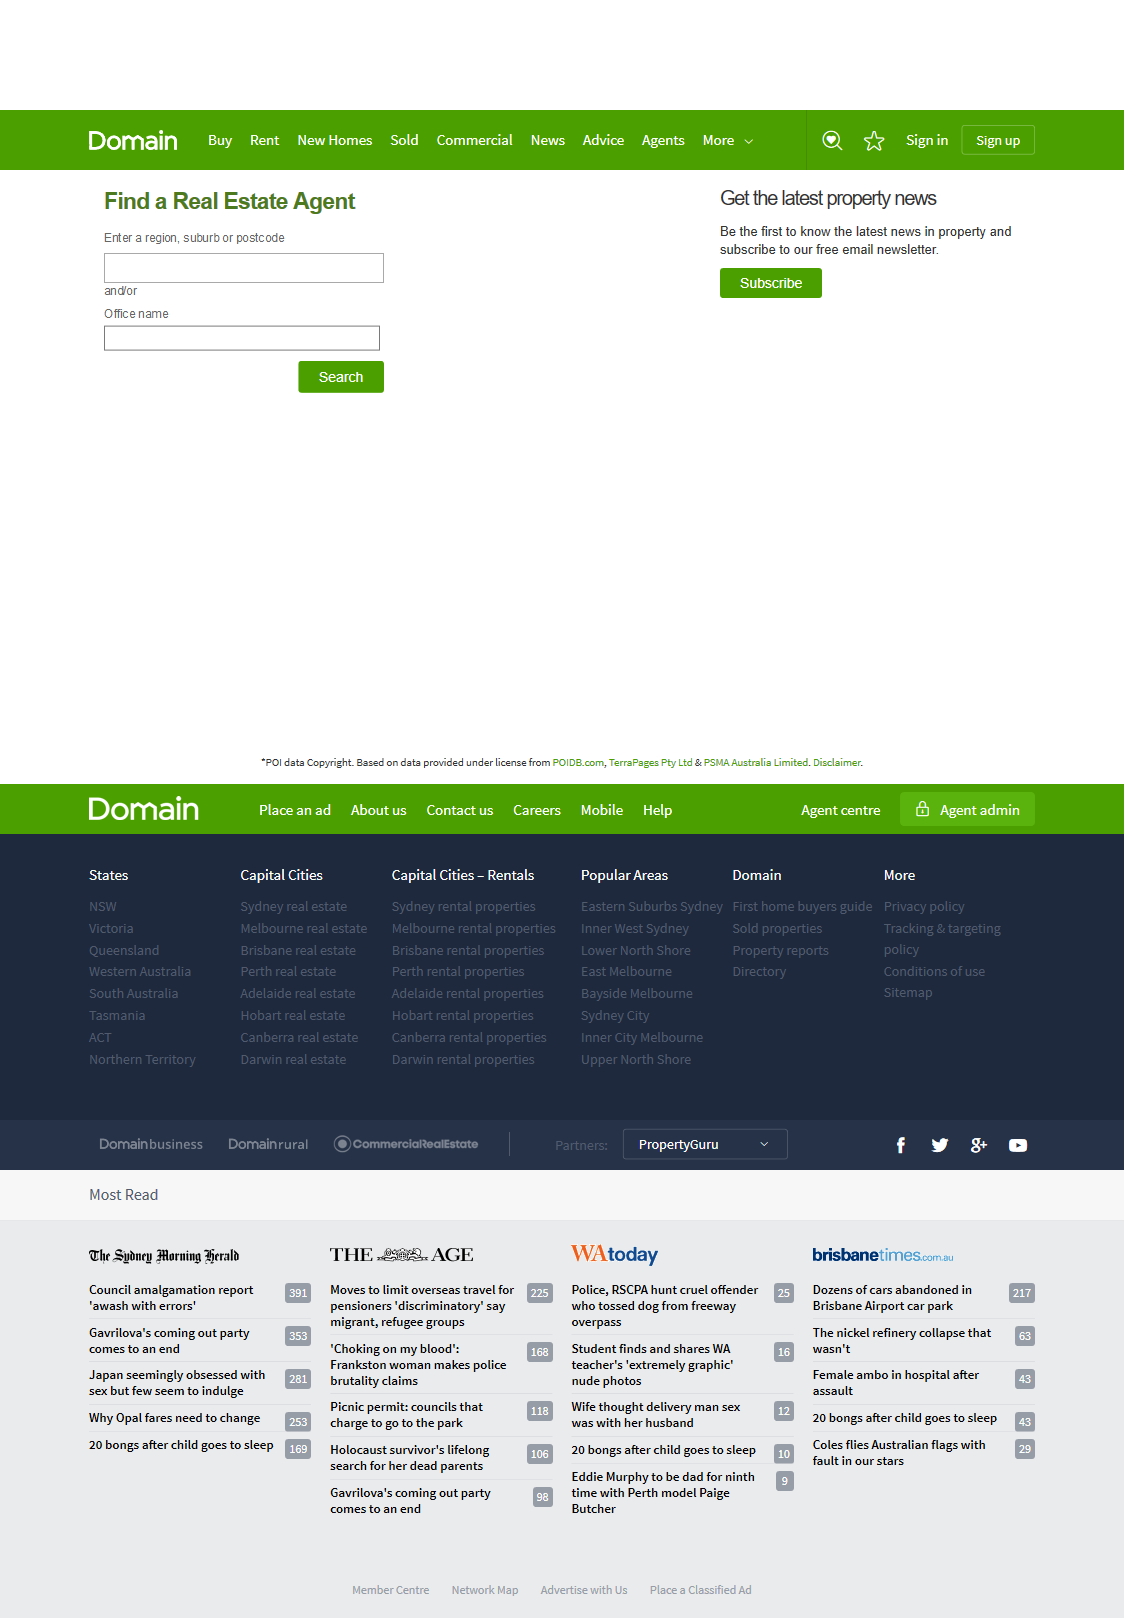 Domain
Buy Rent New Homes Sold Commercial News Advice Agents More
Sign in Sign up
Find a Real Estate Agent
Enter a region, suburb or postcode
and/or
Office name
Search
Get the latest property news
Be the first to know the latest news in property and
subscribe to our free email newsletter.
Subscribe
*POI data Copyright. Based on data provided under license from POIDB.com, TerraPages Pty Ltd & PSMA Australia Limited. Disclaimer.
Domain
Place an ad About us Contact us Careers Mobile Help
Agent centre Agent admin
States
NSW
Victoria
Queensland
Western Australia
South Australia
Tasmania
ACT
Northern Territory
Capital Cities
Sydney real estate
Melbourne real estate
Brisbane real estate
Perth real estate
Adelaide real estate
Hobart real estate
Canberra real estate
Darwin real estate
Capital Cities – Rentals
Sydney rental properties
Melbourne rental properties
Brisbane rental properties
Perth rental properties
Adelaide rental properties
Hobart rental properties
Canberra rental properties
Darwin rental properties
Popular Areas
Eastern Suburbs Sydney
Inner West Sydney
Lower North Shore
East Melbourne
Bayside Melbourne
Sydney City
Inner City Melbourne
Upper North Shore
Domain
First home buyers guide
Sold properties
Property reports
Directory
More
Privacy policy
Tracking & targeting
policy
Conditions of use
Sitemap
Domainbusiness Domainrural CommercialRealEstate Partners: PropertyGuru
Most Read
The Sydney Morning Herald
Council amalgamation report 391
'awash with errors'
Gavrilova's coming out party 353
comes to an end
Japan seemingly obsessed with 281
sex but few seem to indulge
Why Opal fares need to change 253
20 bongs after child goes to sleep 169
THE AGE
Moves to limit overseas travel for 225
pensioners 'discriminatory' say
migrant, refugee groups
'Choking on my blood': 168
Frankston woman makes police
brutality claims
Picnic permit: councils that 118
charge to go to the park
Holocaust survivor's lifelong 106
search for her dead parents
Gavrilova's coming out party 98
comes to an end
WAtoday
Police, RSCPA hunt cruel offender 25
who tossed dog from freeway
overpass
Student finds and shares WA 16
teacher's 'extremely graphic'
nude photos
Wife thought delivery man sex 12
was with her husband
20 bongs after child goes to sleep 10
Eddie Murphy to be dad for ninth 9
time with Perth model Paige
Butcher
brisbanetimes.com.au
Dozens of cars abandoned in 217
Brisbane Airport car park
The nickel refinery collapse that 63
wasn't
Female ambo in hospital after 43
assault
20 bongs after child goes to sleep 43
Coles flies Australian flags with 29
fault in our stars
Member Centre Network Map Advertise with Us Place a Classified Ad